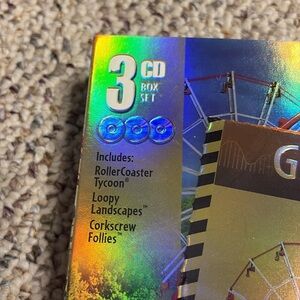 3 CD
BOX
SET
Includes:
RollerCoaster
Tycoon®
Loopy
Landscapes™
Corkscrew
Follies™
G